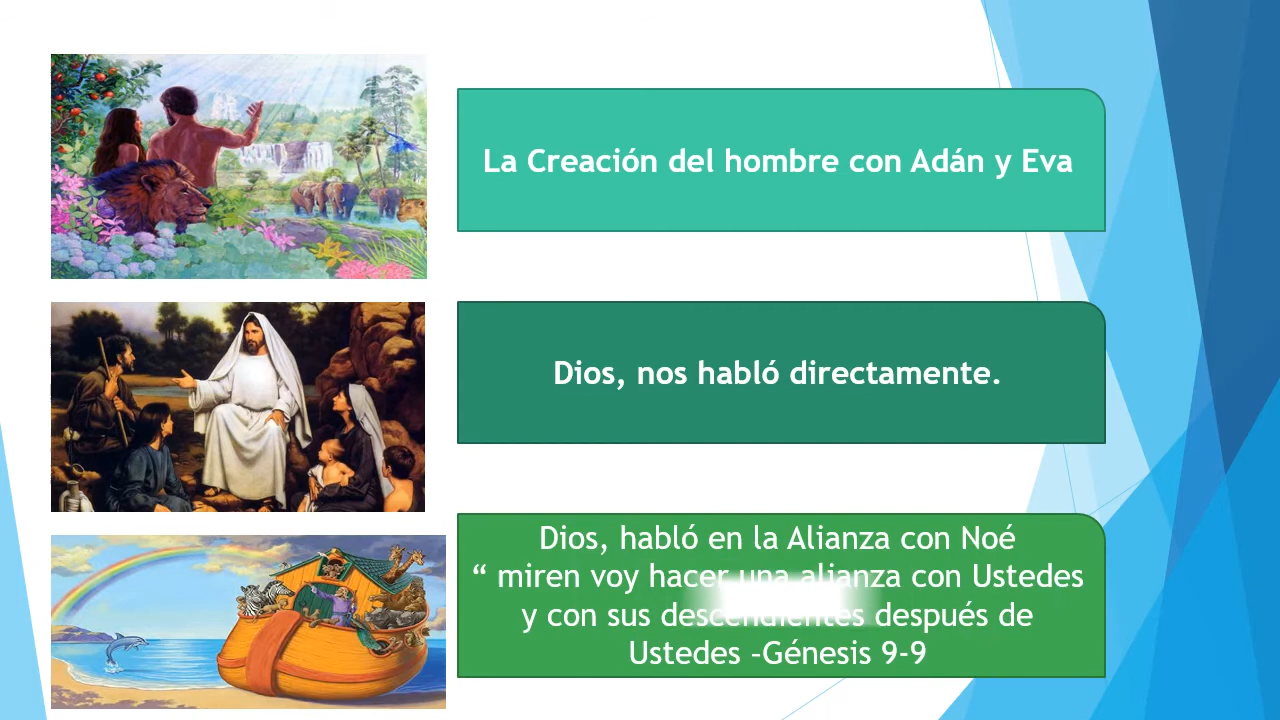 La Creación del hombre con Adán y Eva
Dios, nos habló directamente.
Dios, habló en la Alianza con Noé
“ miren voy hacer una alianza con Ustedes
y con sus descendientes después de
Ustedes –Génesis 9-9